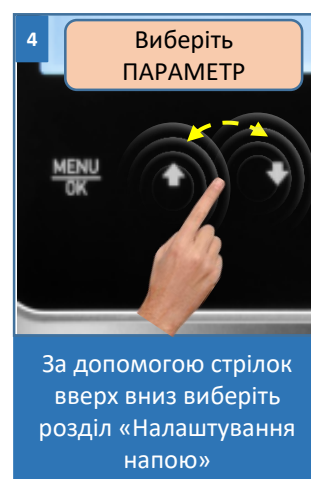 4
Виберіть
ПАРАМЕТР
MENU
OK
За допомогою стрілок
вверх вниз виберіть
розділ «Налаштування
напою»